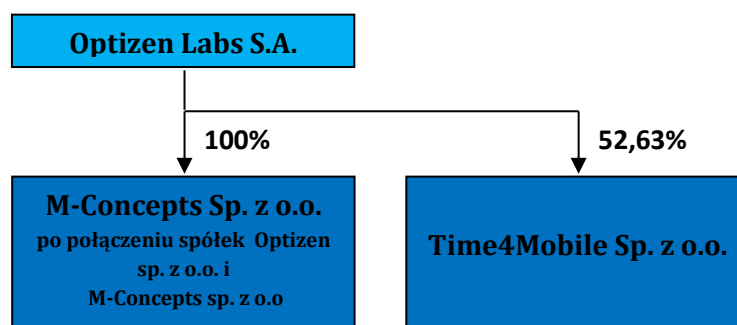 Optizen Labs S.A.
100%
52,63%
M-Concepts Sp. z o.o.
po połączeniu spółek Optizen
sp. z o.o. i
M-Concepts sp. z o.o
Time4Mobile Sp. z o.o.